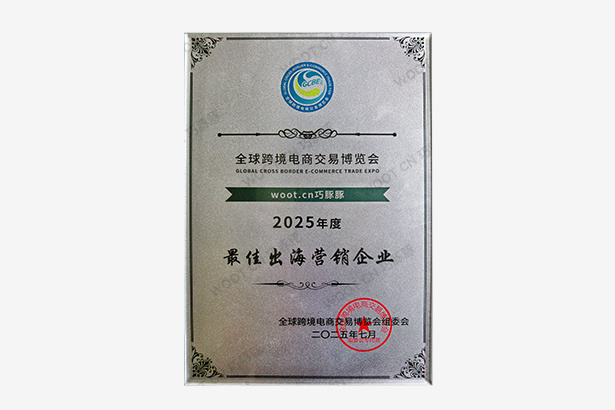 GCBE
全球跨境电商交易博览会
GLOBAL CROSS BORDER E-COMMERCE TRADE EXPO
woot.cn巧豚豚
2025年度
最佳出海营销企业
全球跨境电商交易博览会组委会
二〇二五年七月